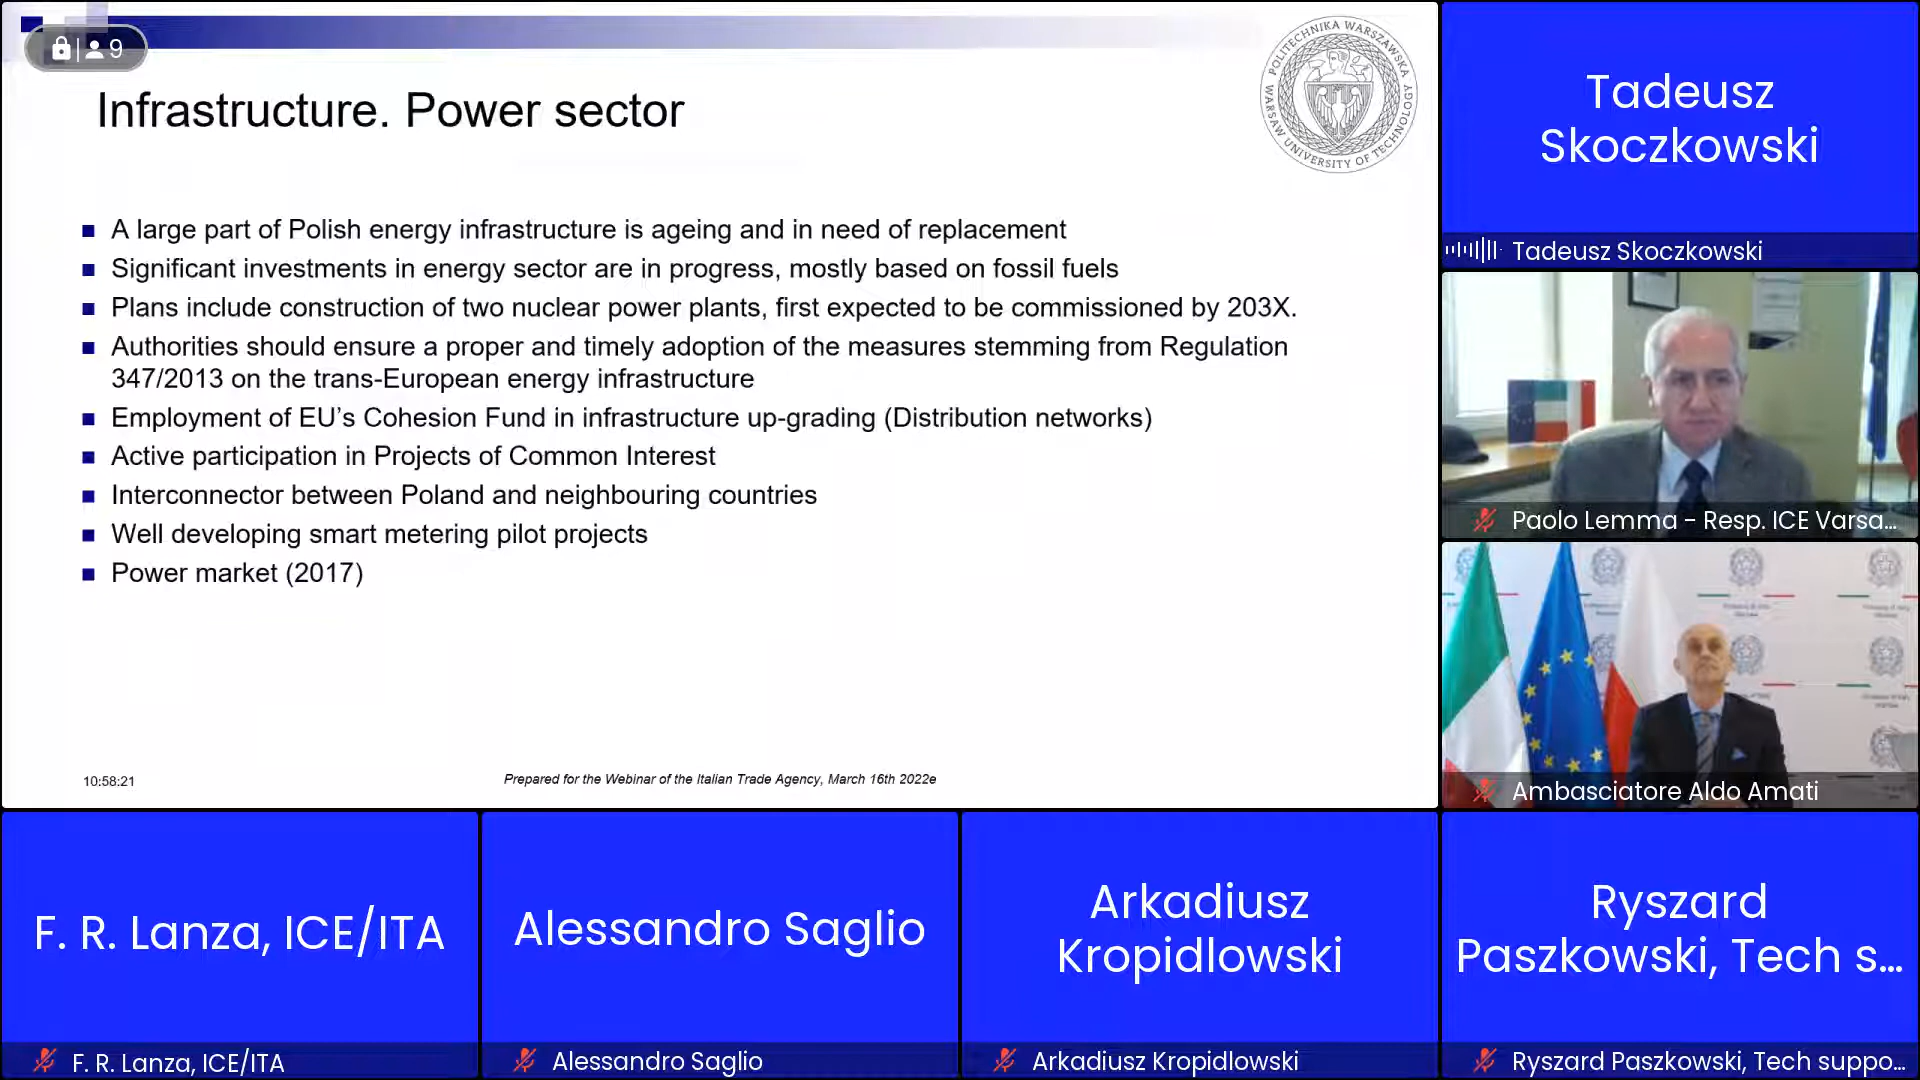 9
Infrastructure. Power sector
POLITECHNIKA WARSZAWSKA
WARSAW UNIVERSITY OF TECHNOLOGY
A large part of Polish energy infrastructure is ageing and in need of replacement
Significant investments in energy sector are in progress, mostly based on fossil fuels
Plans include construction of two nuclear power plants, first expected to be commissioned by 203X.
Authorities should ensure a proper and timely adoption of the measures stemming from Regulation
347/2013 on the trans-European energy infrastructure
Employment of EU’s Cohesion Fund in infrastructure up-grading (Distribution networks)
Active participation in Projects of Common Interest
Interconnector between Poland and neighbouring countries
Well developing smart metering pilot projects
Power market (2017)
10:58:21
Prepared for the Webinar of the Italian Trade Agency, March 16th 2022e
Tadeusz
Skoczkowski
Tadeusz Skoczkowski
Paolo Lemma - Resp. ICE Varsa...
Ambasciatore Aldo Amati
F. R. Lanza, ICE/ITA
F. R. Lanza, ICE/ITA
Alessandro Saglio
Alessandro Saglio
Arkadiusz
Kropidlowski
Arkadiusz Kropidlowski
Ryszard
Paszkowski, Tech s...
Ryszard Paszkowski, Tech suppo...